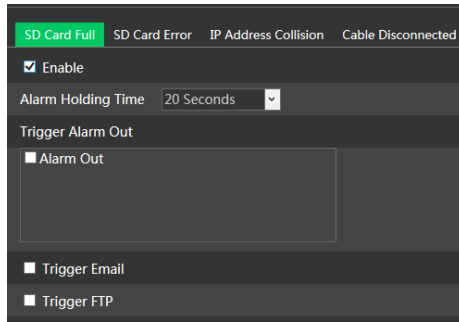 SD Card Full SD Card Error IP Address Collision Cable Disconnected
Enable
Alarm Holding Time 20 Seconds
Trigger Alarm Out
Alarm Out
Trigger Email
Trigger FTP